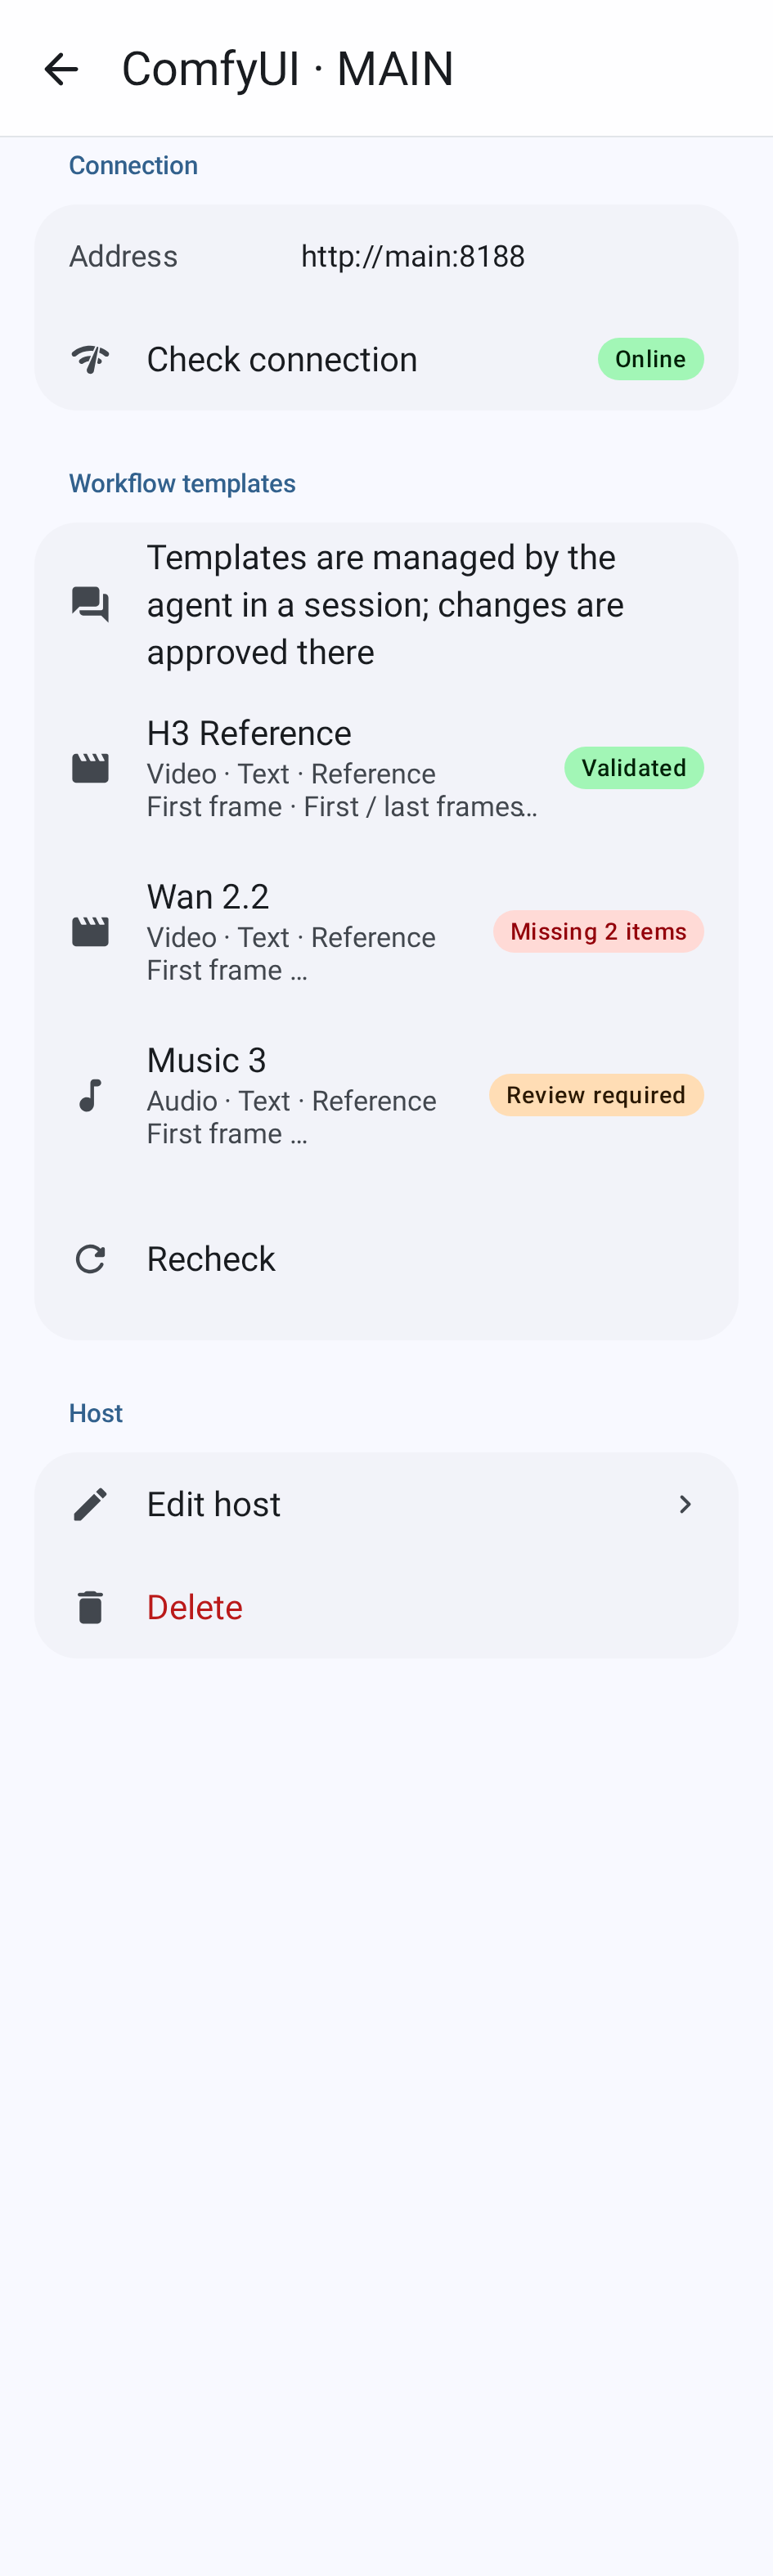 ComfyUI · MAIN
Connection
Address http://main:8188
Check connection Online
Workflow templates
Templates are managed by the
agent in a session; changes are
approved there
H3 Reference
Video · Text · Reference
First frame · First / last frames…
Validated
Wan 2.2
Video · Text · Reference
First frame …
Missing 2 items
Music 3
Audio · Text · Reference
First frame …
Review required
Recheck
Host
Edit host
Delete